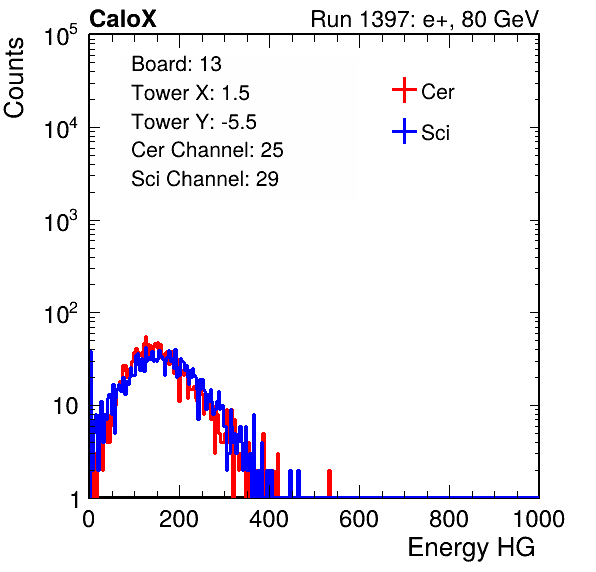 CaloX Run 1397: e+, 80 GeV
Counts
Board: 13
Tower X: 1.5
Tower Y: -5.5
Cer Channel: 25
Sci Channel: 29
Cer
Sci
10^5
10^4
10^3
10^2
10
1
0 200 400 600 800 1000
Energy HG